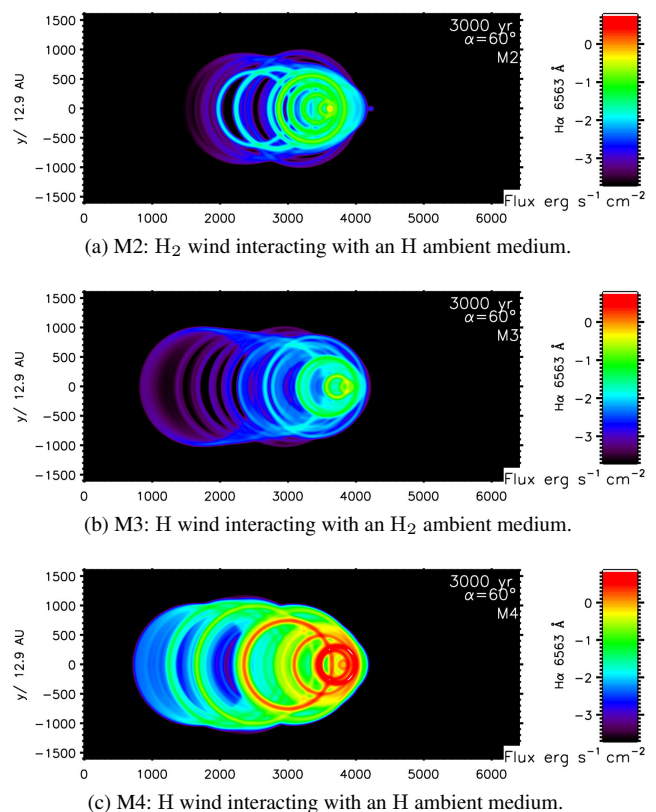 3000 yr
α=60°
M2
1600
1000
500
0
−500
−1000
−1500
y/ 12.9 AU
0 1000 2000 3000 4000 5000 6000
0
−1
−2
−3
Hα 6563 Å
Flux erg s⁻¹ cm⁻²
(a) M2: H₂ wind interacting with an H ambient medium.
3000 yr
α=60°
M3
1500
1000
500
0
−500
−1000
−1500
y/ 12.9 AU
0 1000 2000 3000 4000 5000 6000
0
−1
−2
−3
Hα 6563 Å
Flux erg s⁻¹ cm⁻²
(b) M3: H wind interacting with an H₂ ambient medium.
3000 yr
α=60°
M4
1500
1000
500
0
−500
−1000
−1500
y/ 12.9 AU
0 1000 2000 3000 4000 5000 6000
0
−1
−2
−3
Hα 6563 Å
Flux erg s⁻¹ cm⁻²
(c) M4: H wind interacting with an H ambient medium.